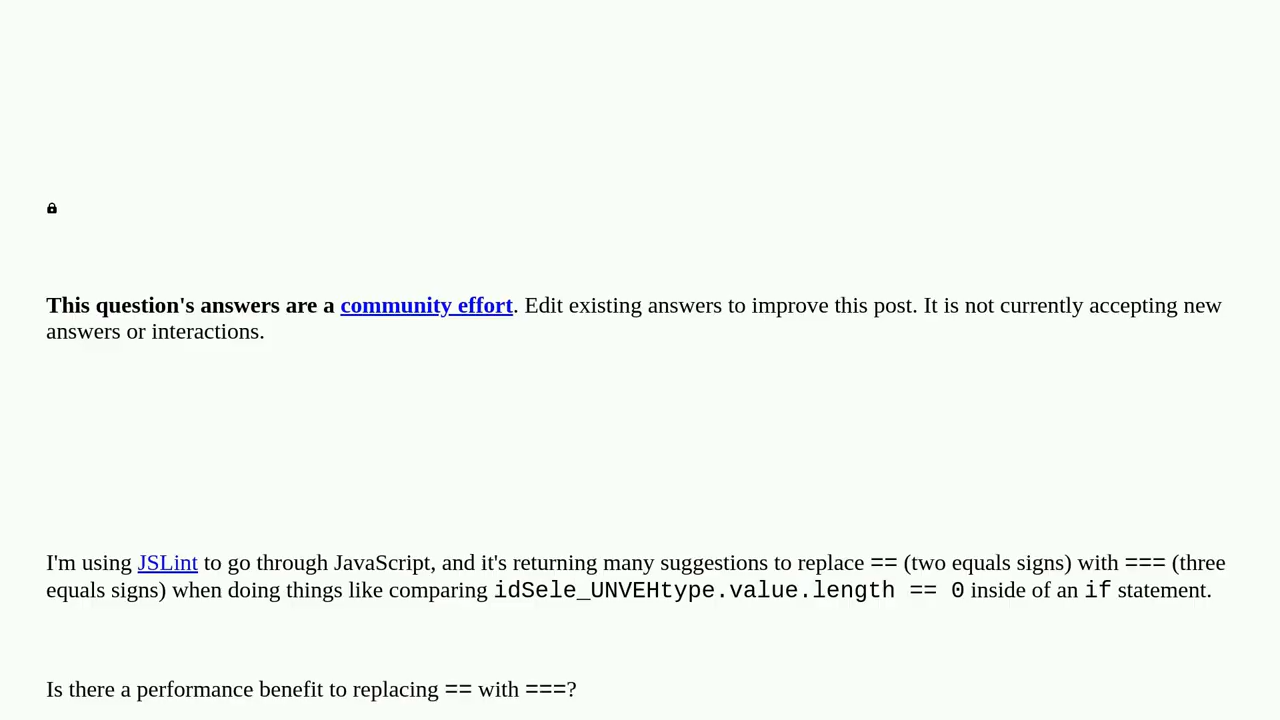 This question's answers are a community effort. Edit existing answers to improve this post. It is not currently accepting new
answers or interactions.
I'm using JSLint to go through JavaScript, and it's returning many suggestions to replace == (two equals signs) with === (three
equals signs) when doing things like comparing idSele_UNVEHtype.value.length == 0 inside of an if statement.
Is there a performance benefit to replacing == with ===?